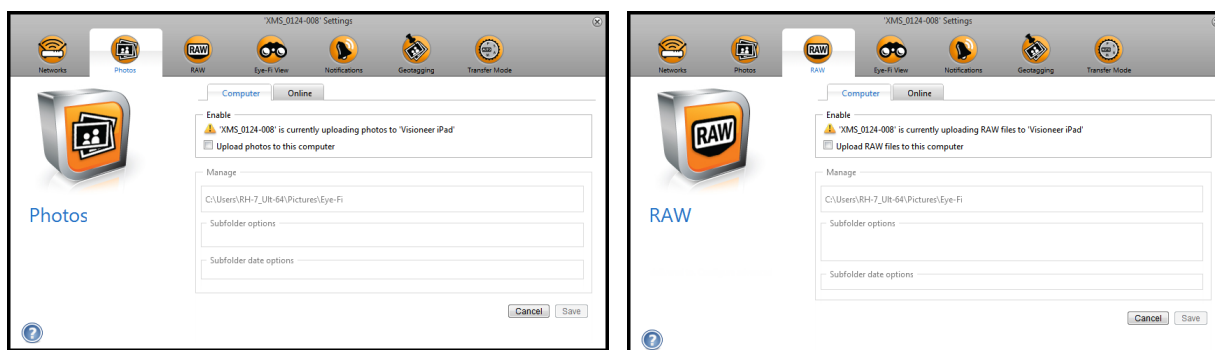 'XMS_0124-008' Settings
Networks Photos RAW Eye-Fi View Notifications Geotagging Transfer Mode
Computer Online
Enable
'XMS_0124-008' is currently uploading photos to 'Visioneer iPad'
Upload photos to this computer
Manage
C:\Users\RH-7_Ult-64\Pictures\Eye-Fi
Photos
Subfolder options
Subfolder date options
Cancel Save
'XMS_0124-008' Settings
Networks Photos RAW Eye-Fi View Notifications Geotagging Transfer Mode
RAW
Computer Online
Enable
'XMS_0124-008' is currently uploading RAW files to 'Visioneer iPad'
Upload RAW files to this computer
RAW
Manage
C:\Users\RH-7_Ult-64\Pictures\Eye-Fi
RAW
Subfolder options
Subfolder date options
Cancel Save